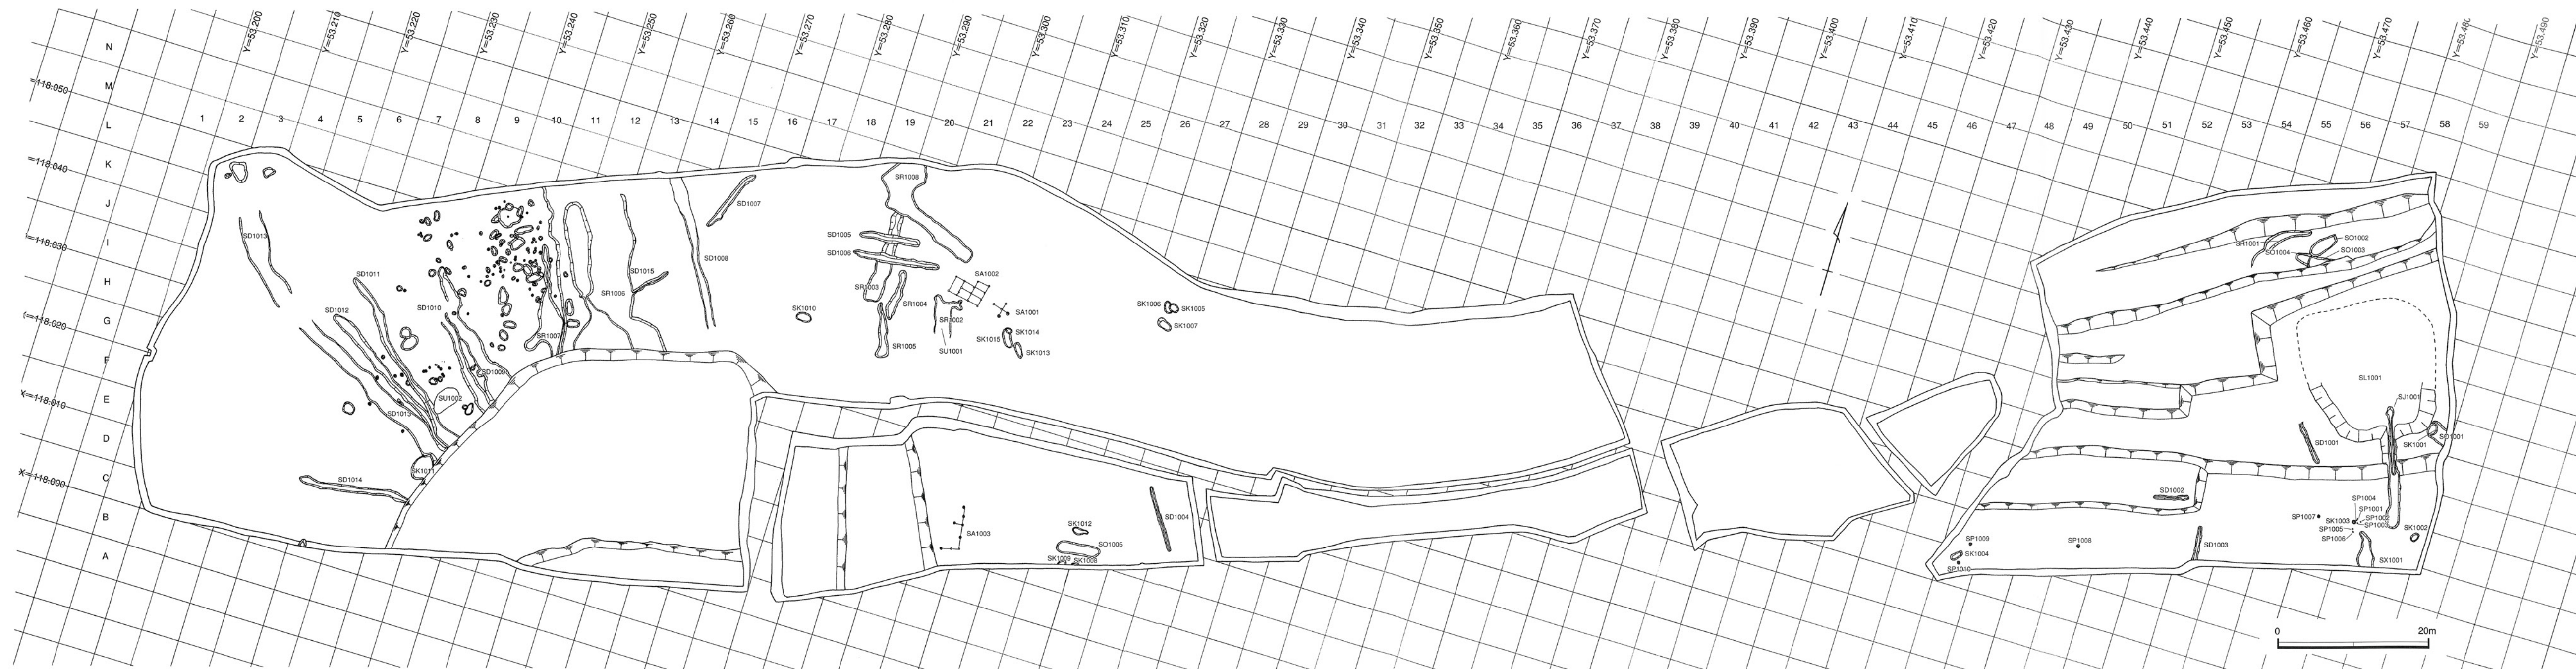 Y=53.200
Y=53.210
Y=53.220
Y=53.230
Y=53.240
Y=53.250
Y=53.260
Y=53.270
Y=53.280
Y=53.290
Y=53.300
Y=53.310
Y=53.320
Y=53.330
Y=53.340
Y=53.350
Y=53.360
Y=53.370
Y=53.380
Y=53.390
Y=53.400
Y=53.410
Y=53.420
Y=53.430
Y=53.440
Y=53.450
Y=53.460
Y=53.470
Y=53.480
Y=53.490
=118.050
=118.040
=118.030
=118.020
X=118.010
X=118.000
N
M
L
K
J
I
H
G
F
E
D
C
B
A
1 2 3 4 5 6 7 8 9 10 11 12 13 14 15 16 17 18 19 20 21 22 23 24 25 26 27 28 29 30 31 32 33 34 35 36 37 38 39 40 41 42 43 44 45 46 47 48 49 50 51 52 53 54 55 56 57 58 59
SD1013
SD1011
SD1012
SD1010
SD1009
SU1002
SD1013
SK1011
SD1014
SR1007
SR1006
SD1015
SD1008
SD1007
SK1010
SR1008
SD1005
SD1006
SR1003
SR1004
SR1005
SA1002
SR1002
SU1001
SA1001
SK1014
SK1015
SK1013
SK1006
SK1005
SK1007
SA1003
SK1012
SO1005
SK1009
SK1008
SD1004
SR1001
SO1002
SO1003
SO1004
SL1001
SJ1001
SD1001
SK1001
SO1001
SD1002
SP1004
SP1001
SP1002
SP1003
SK1003
SP1007
SP1005
SP1006
SK1002
SX1001
SD1003
SP1008
SP1009
SK1004
SP1010
0 20m